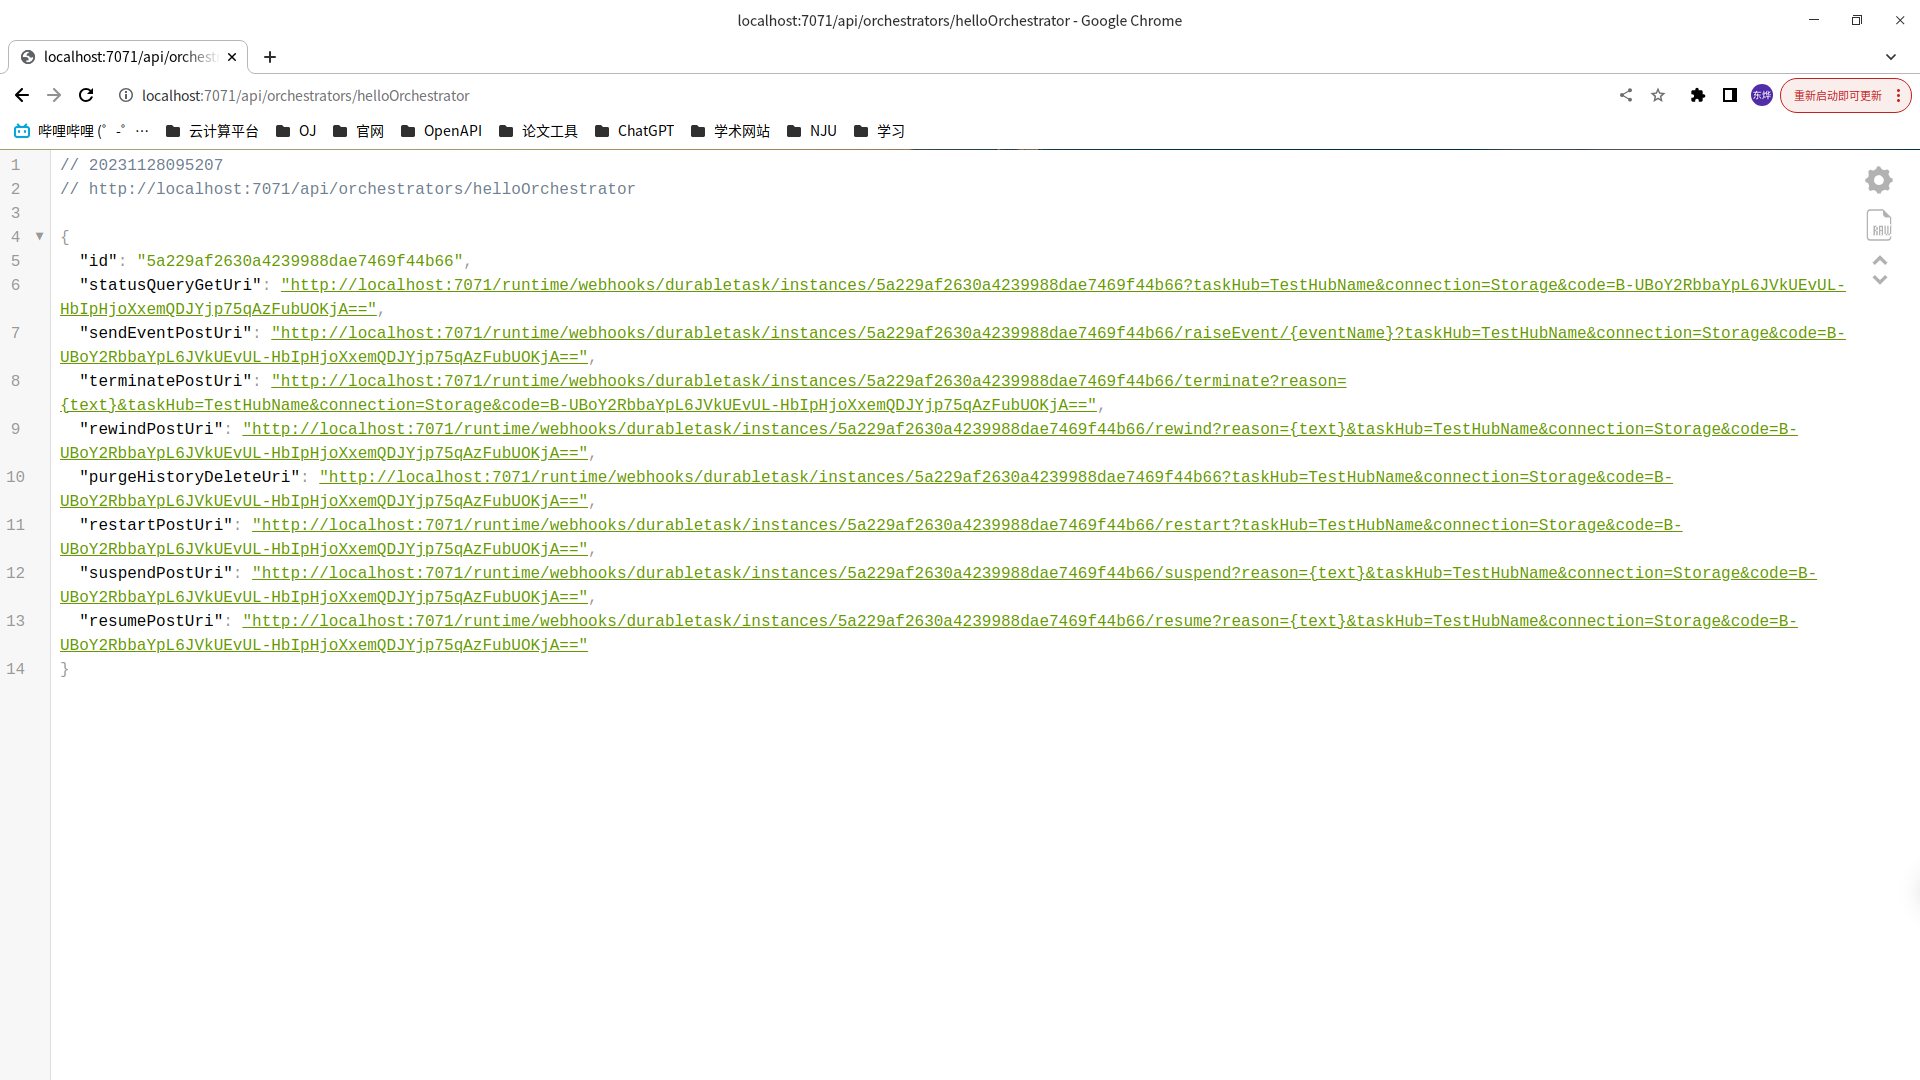 localhost:7071/api/orchestrators/helloOrchestrator - Google Chrome
localhost:7071/api/orchest
localhost:7071/api/orchestrators/helloOrchestrator
东烨
重新启动即可更新
哔哩哔哩 (゜-゜ ...
云计算平台
OJ
官网
OpenAPI
论文工具
ChatGPT
学术网站
NJU
学习
1 // 20231128095207
2 // http://localhost:7071/api/orchestrators/helloOrchestrator
3
4 {
5 "id": "5a229af2630a4239988dae7469f44b66",
6 "statusQueryGetUri": "http://localhost:7071/runtime/webhooks/durabletask/instances/5a229af2630a4239988dae7469f44b66?taskHub=TestHubName&connection=Storage&code=B-UBoY2RbbaYpL6JVkUEvUL-
HbIpHjoXxemQDJYjp75qAzFubUOKjA==",
7 "sendEventPostUri": "http://localhost:7071/runtime/webhooks/durabletask/instances/5a229af2630a4239988dae7469f44b66/raiseEvent/{eventName}?taskHub=TestHubName&connection=Storage&code=B-
UBoY2RbbaYpL6JVkUEvUL-HbIpHjoXxemQDJYjp75qAzFubUOKjA==",
8 "terminatePostUri": "http://localhost:7071/runtime/webhooks/durabletask/instances/5a229af2630a4239988dae7469f44b66/terminate?reason=
{text}&taskHub=TestHubName&connection=Storage&code=B-UBoY2RbbaYpL6JVkUEvUL-HbIpHjoXxemQDJYjp75qAzFubUOKjA==",
9 "rewindPostUri": "http://localhost:7071/runtime/webhooks/durabletask/instances/5a229af2630a4239988dae7469f44b66/rewind?reason={text}&taskHub=TestHubName&connection=Storage&code=B-
UBoY2RbbaYpL6JVkUEvUL-HbIpHjoXxemQDJYjp75qAzFubUOKjA==",
10 "purgeHistoryDeleteUri": "http://localhost:7071/runtime/webhooks/durabletask/instances/5a229af2630a4239988dae7469f44b66?taskHub=TestHubName&connection=Storage&code=B-
UBoY2RbbaYpL6JVkUEvUL-HbIpHjoXxemQDJYjp75qAzFubUOKjA==",
11 "restartPostUri": "http://localhost:7071/runtime/webhooks/durabletask/instances/5a229af2630a4239988dae7469f44b66/restart?taskHub=TestHubName&connection=Storage&code=B-
UBoY2RbbaYpL6JVkUEvUL-HbIpHjoXxemQDJYjp75qAzFubUOKjA==",
12 "suspendPostUri": "http://localhost:7071/runtime/webhooks/durabletask/instances/5a229af2630a4239988dae7469f44b66/suspend?reason={text}&taskHub=TestHubName&connection=Storage&code=B-
UBoY2RbbaYpL6JVkUEvUL-HbIpHjoXxemQDJYjp75qAzFubUOKjA==",
13 "resumePostUri": "http://localhost:7071/runtime/webhooks/durabletask/instances/5a229af2630a4239988dae7469f44b66/resume?reason={text}&taskHub=TestHubName&connection=Storage&code=B-
UBoY2RbbaYpL6JVkUEvUL-HbIpHjoXxemQDJYjp75qAzFubUOKjA=="
14 }
RAW